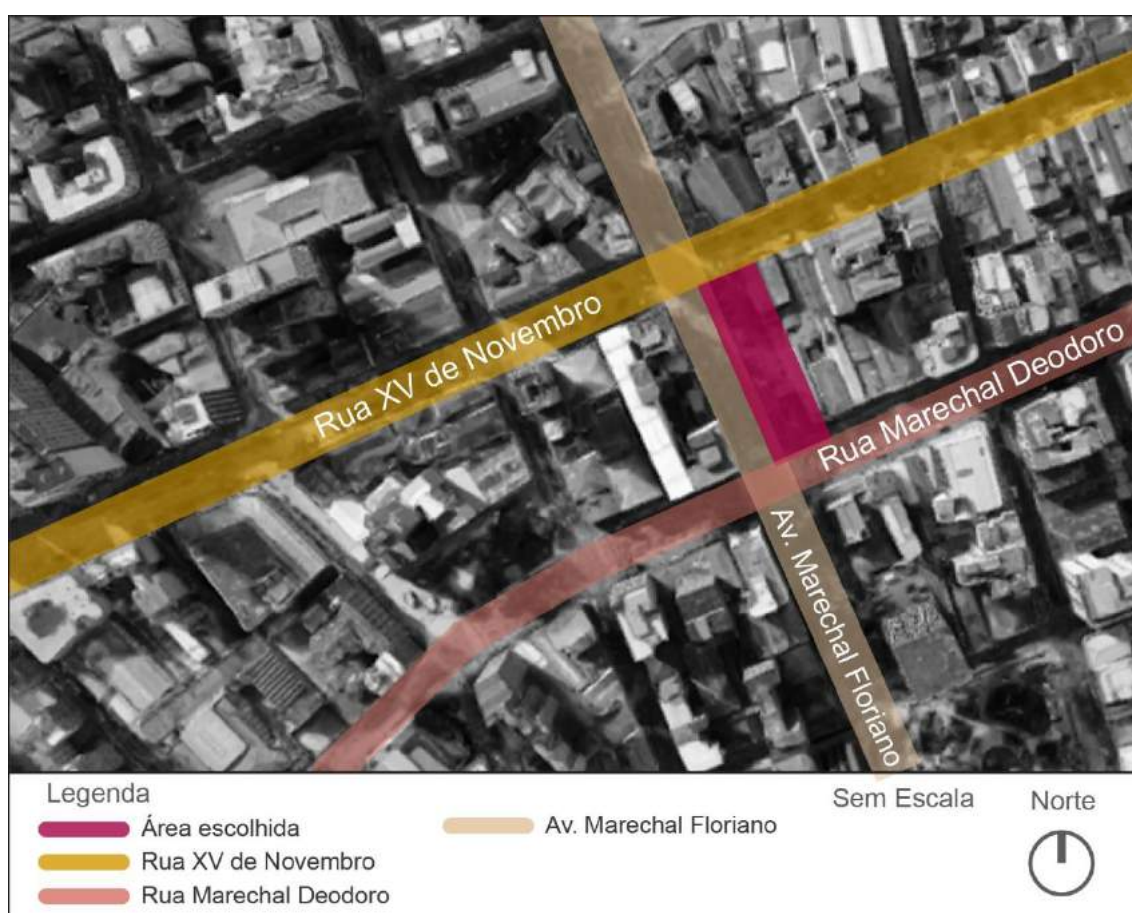 Rua XV de Novembro
Rua Marechal Deodoro
Av. Marechal Floriano
Legenda
Área escolhida
Rua XV de Novembro
Rua Marechal Deodoro
Av. Marechal Floriano
Sem Escala
Norte